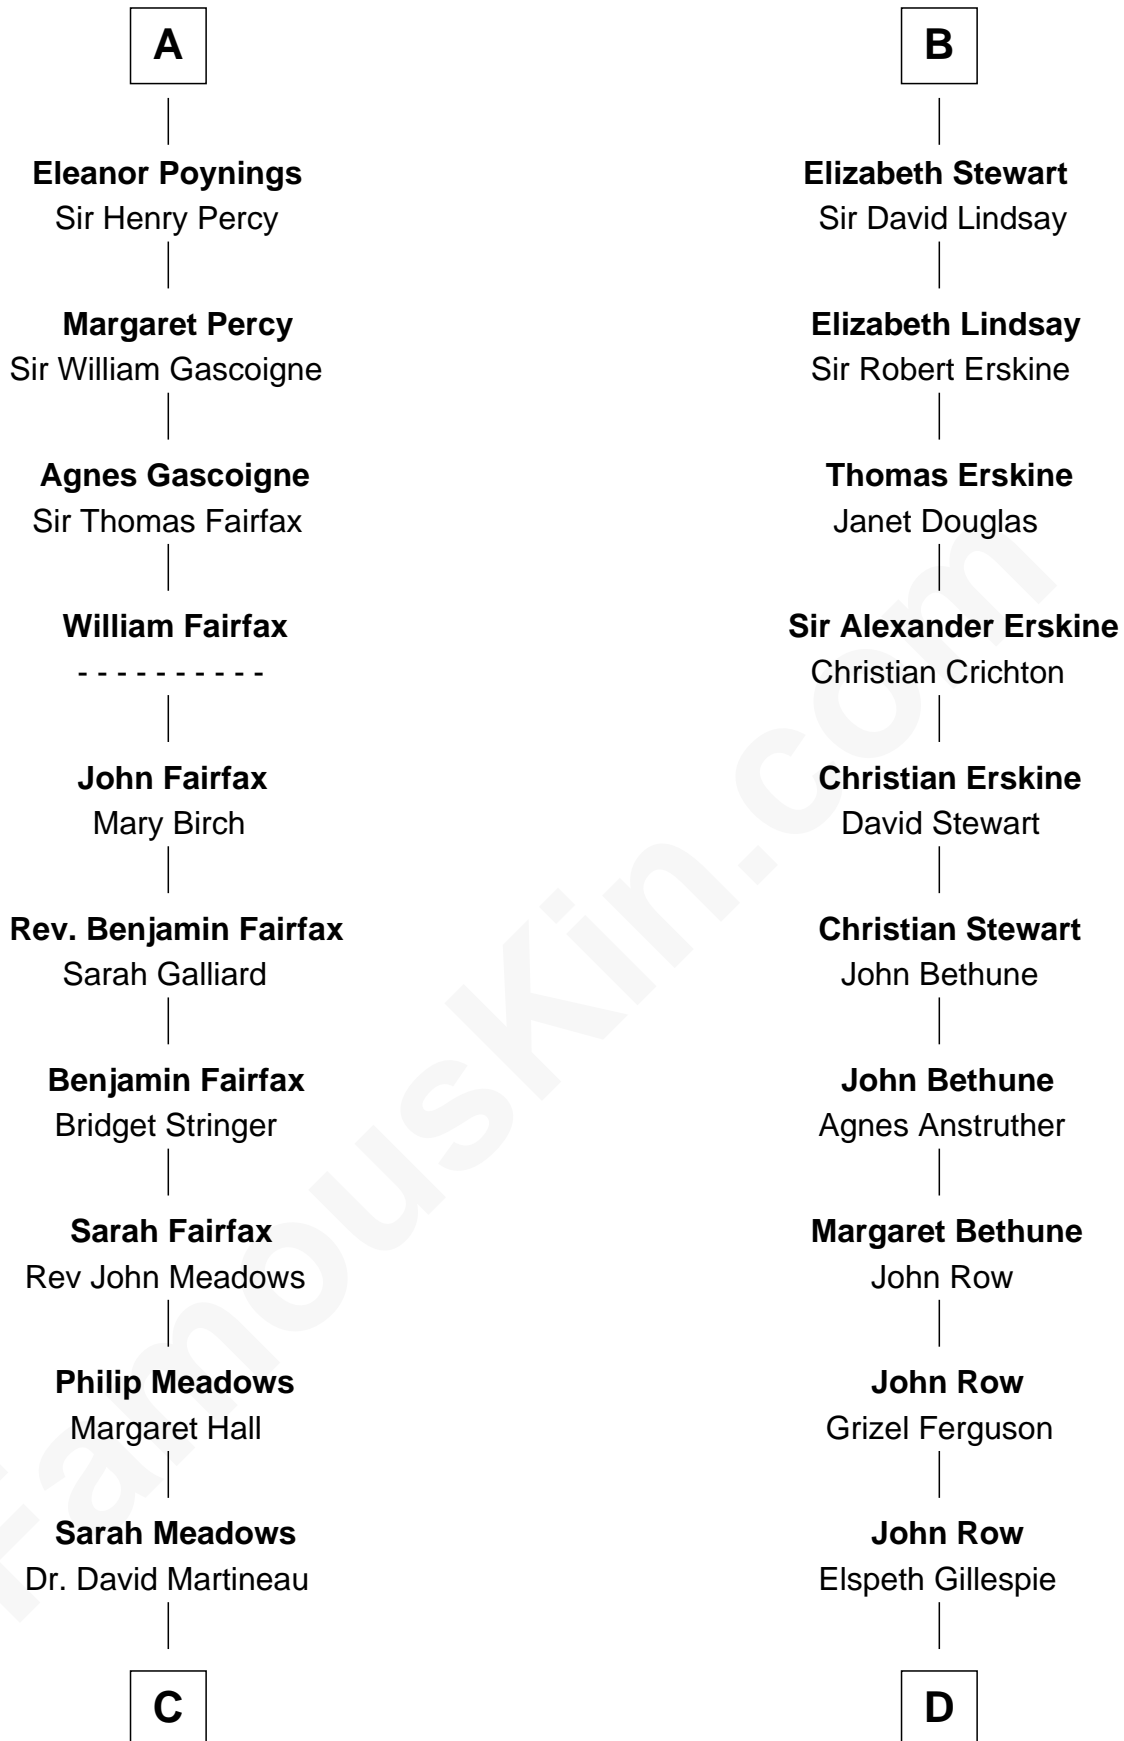 A
Eleanor Poynings
Sir Henry Percy
Margaret Percy
Sir William Gascoigne
Agnes Gascoigne
Sir Thomas Fairfax
William Fairfax
- - - - - - - - - -
John Fairfax
Mary Birch
Rev. Benjamin Fairfax
Sarah Galliard
Benjamin Fairfax
Bridget Stringer
Sarah Fairfax
Rev John Meadows
Philip Meadows
Margaret Hall
Sarah Meadows
Dr. David Martineau
C
B
Elizabeth Stewart
Sir David Lindsay
Elizabeth Lindsay
Sir Robert Erskine
Thomas Erskine
Janet Douglas
Sir Alexander Erskine
Christian Crichton
Christian Erskine
David Stewart
Christian Stewart
John Bethune
John Bethune
Agnes Anstruther
Margaret Bethune
John Row
John Row
Grizel Ferguson
John Row
Elspeth Gillespie
D
FamousKin.com